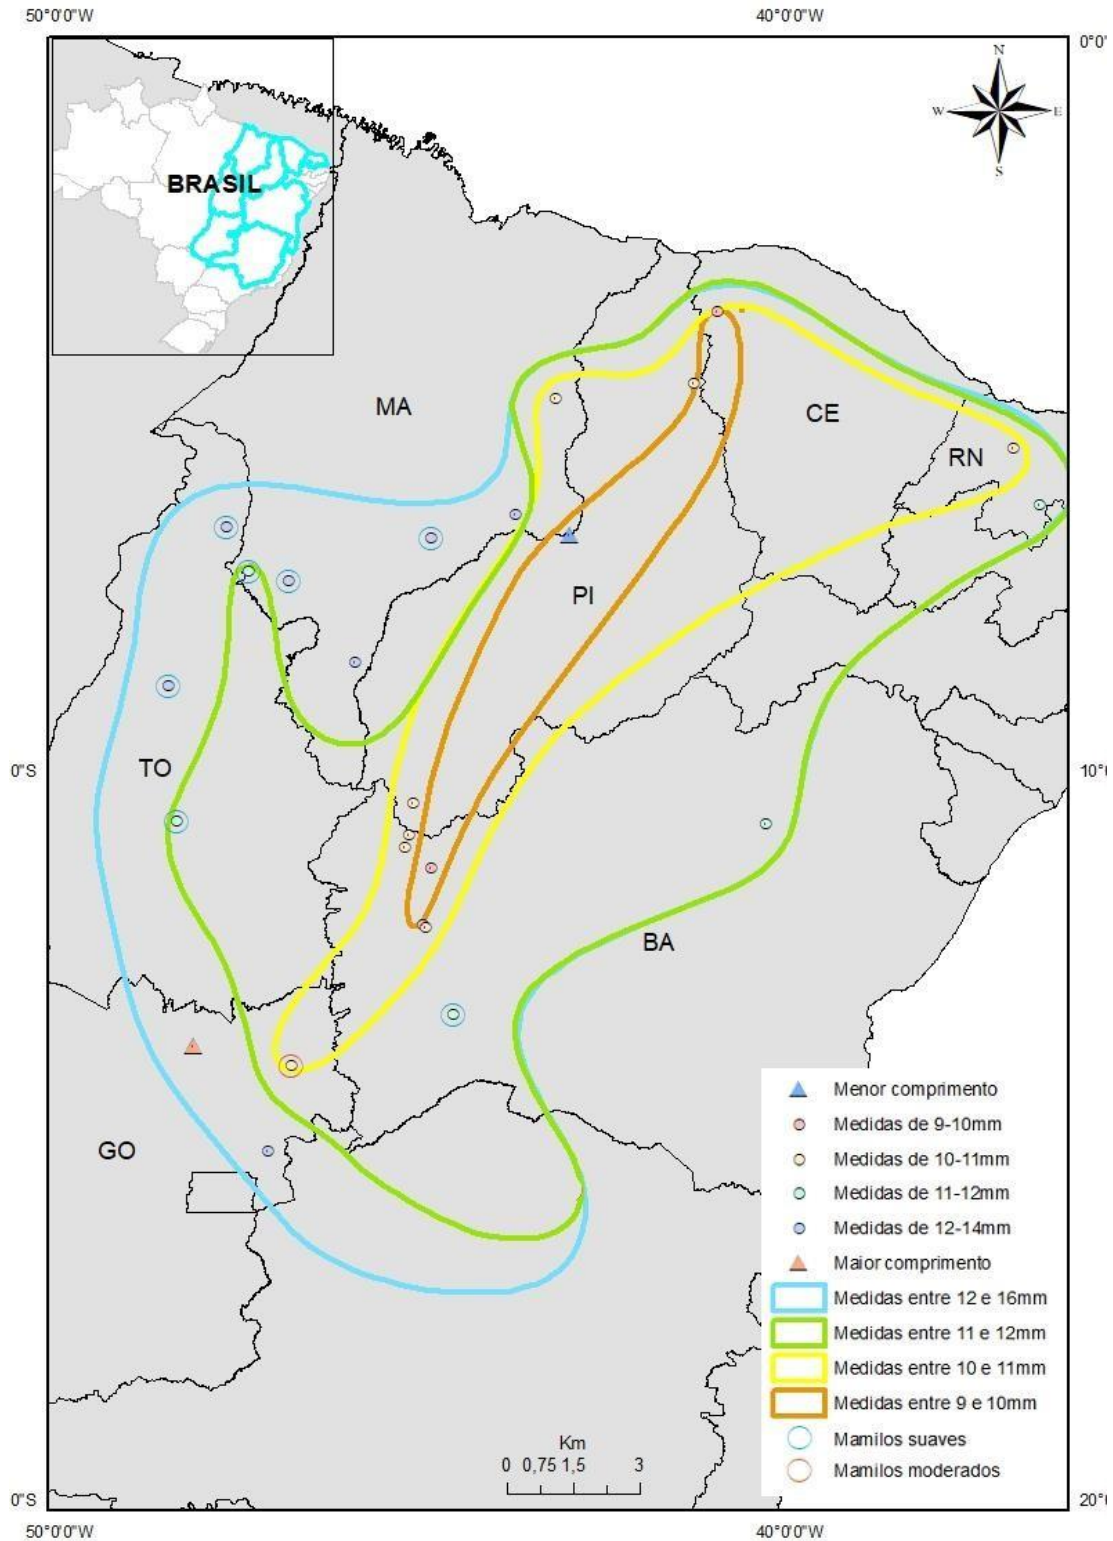 50°0'0"W 40°0'0"W
0°0'
N
W E
S
BRASIL
MA
CE
RN
PI
0°S
10°
TO
BA
GO
Menor comprimento
Medidas de 9-10mm
Medidas de 10-11mm
Medidas de 11-12mm
Medidas de 12-14mm
Maior comprimento
Medidas entre 12 e 16mm
Medidas entre 11 e 12mm
Medidas entre 10 e 11mm
Medidas entre 9 e 10mm
Mamilos suaves
Mamilos moderados
Km
0 0,75 1,5 3
0°S
20°
50°0'0"W 40°0'0"W